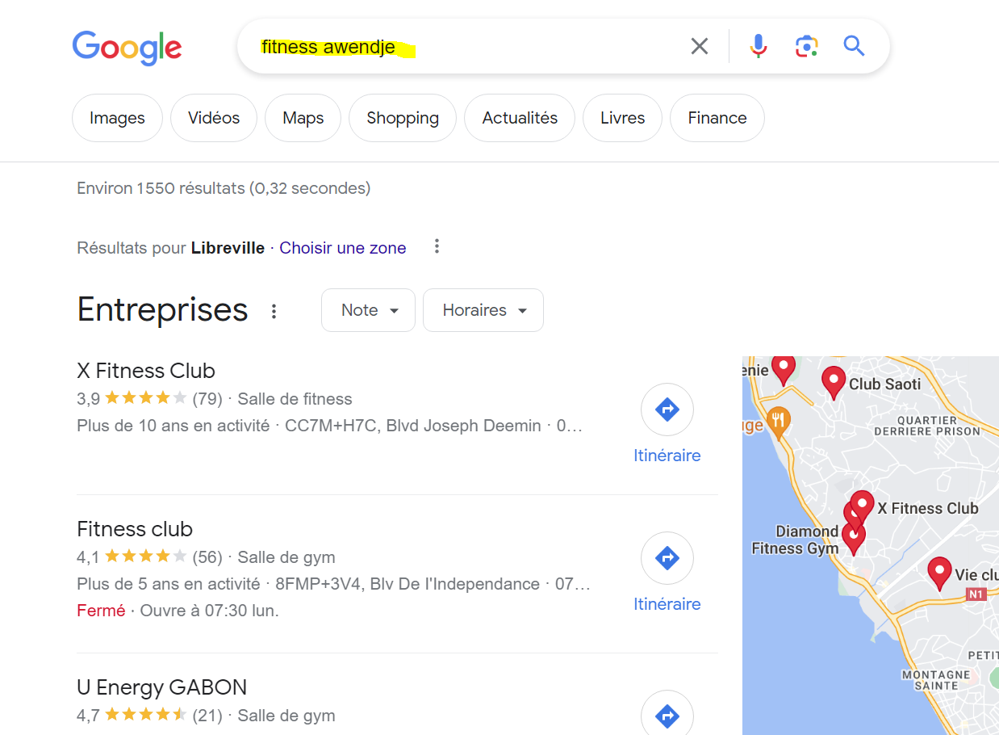 Google
fitness awendje
Images
Vidéos
Maps
Shopping
Actualités
Livres
Finance
Environ 1 550 résultats (0,32 secondes)
Résultats pour Libreville · Choisir une zone
Entreprises
Note
Horaires
X Fitness Club
3,9 (79) · Salle de fitness
Plus de 10 ans en activité · CC7M+H7C, Blvd Joseph Deemin · 0…
Itinéraire
Fitness club
4,1 (56) · Salle de gym
Plus de 5 ans en activité · 8FMP+3V4, Blv De l'Independance · 07…
Fermé · Ouvre à 07:30 lun.
Itinéraire
U Energy GABON
4,7 (21) · Salle de gym
enie
Club Saoti
QUARTIER
DERRIERE PRISON
X Fitness Club
Diamond
Fitness Gym
Vie clu
N1
PETIT
MONTAGNE
SAINTE